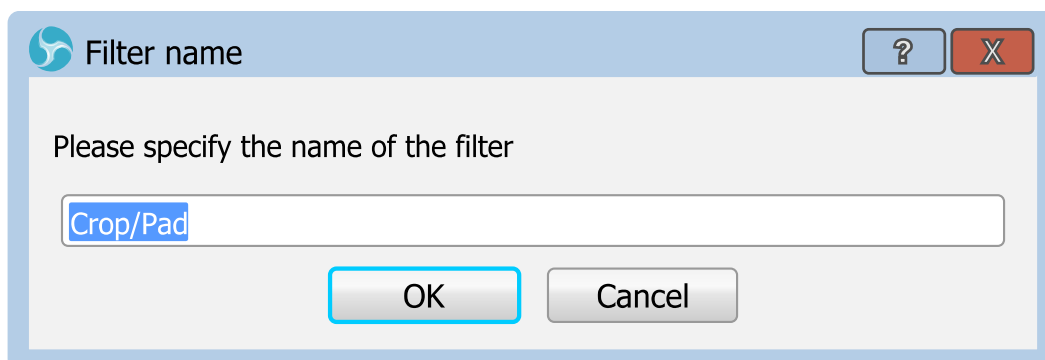 Filter name ? X
Please specify the name of the filter
Crop/Pad
OK Cancel